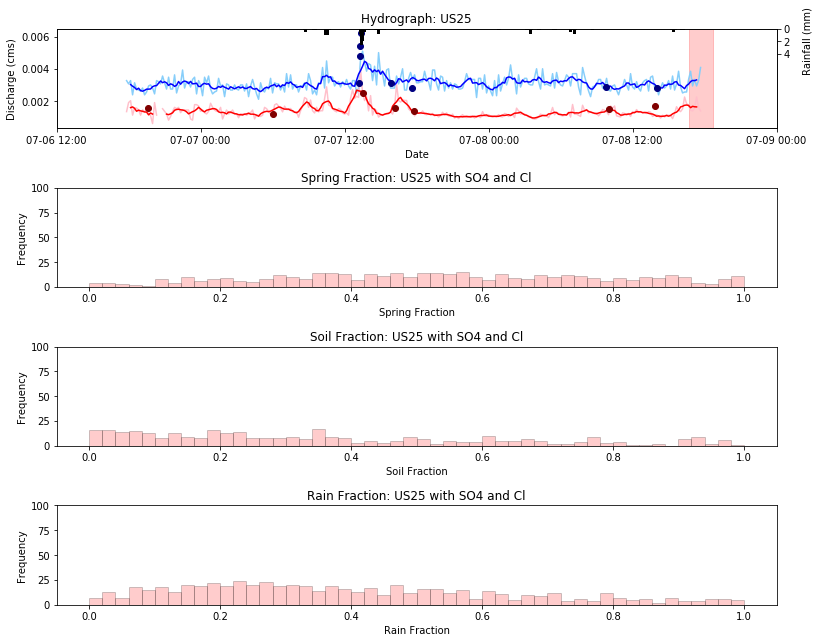 Hydrograph: US25
Discharge (cms)
0.006
0.004
0.002
0
2
4
Rainfall (mm)
07-06 12:00
07-07 00:00
07-07 12:00
07-08 00:00
07-08 12:00
07-09 00:00
Date
Spring Fraction: US25 with SO4 and Cl
Frequency
100
75
50
25
0
0.0 0.2 0.4 0.6 0.8 1.0
Spring Fraction
Soil Fraction: US25 with SO4 and Cl
Frequency
100
75
50
25
0
0.0 0.2 0.4 0.6 0.8 1.0
Soil Fraction
Rain Fraction: US25 with SO4 and Cl
Frequency
100
75
50
25
0
0.0 0.2 0.4 0.6 0.8 1.0
Rain Fraction